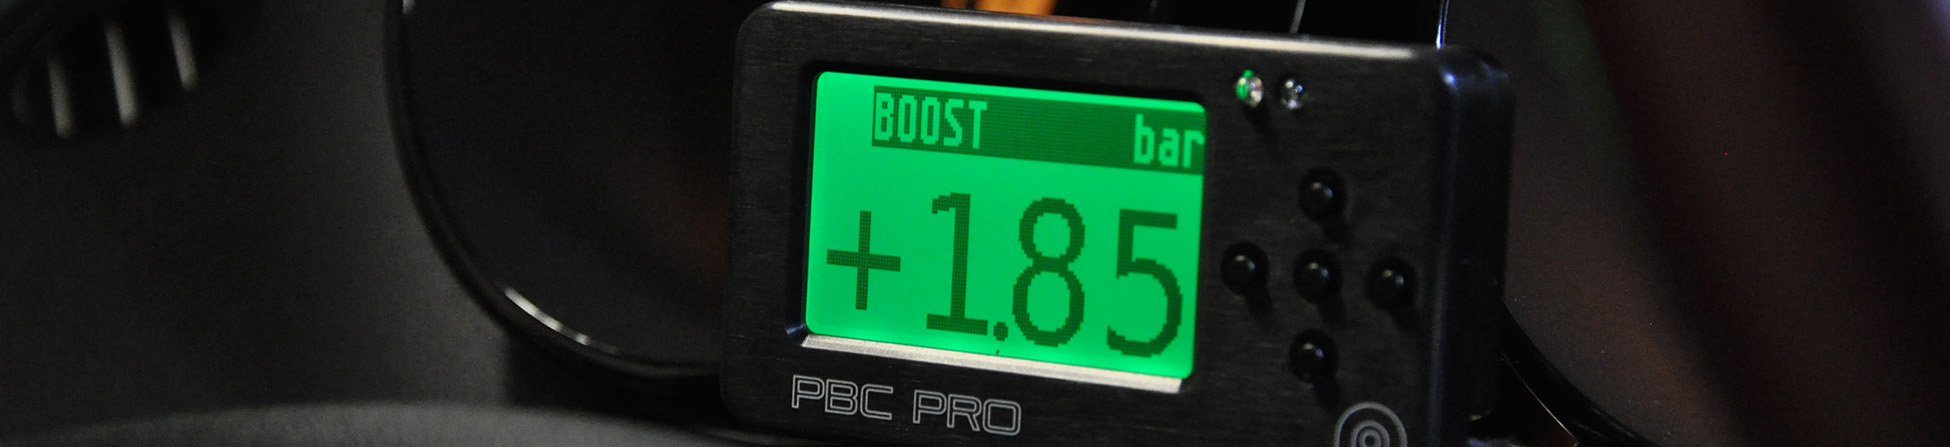 BOOST bar
+1.85
PBC PRO